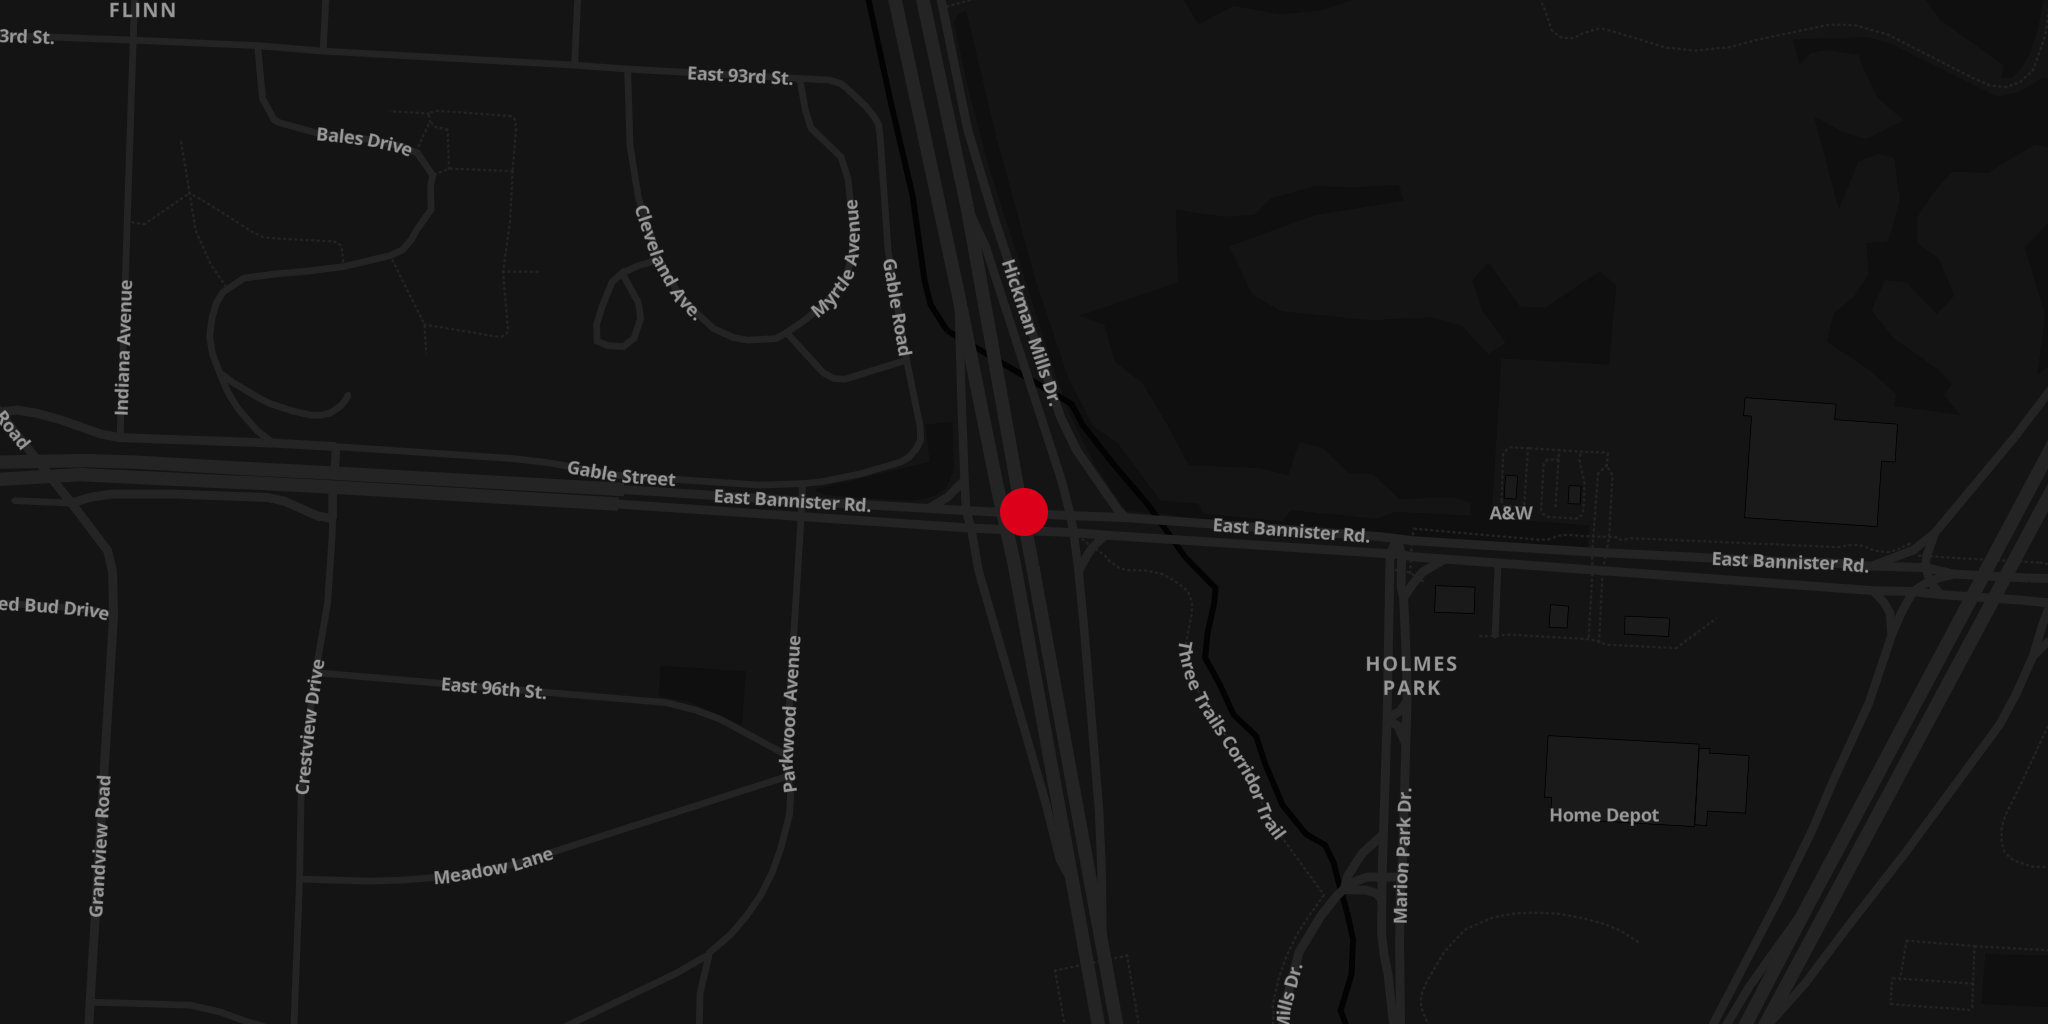 FLINN
3rd St.
East 93rd St.
Bales Drive
Cleveland Ave.
Myrtle Avenue
Gable Road
Hickman Mills Dr.
Indiana Avenue
Road
Gable Street
East Bannister Rd.
East Bannister Rd.
A&W
East Bannister Rd.
ed Bud Drive
Crestview Drive
East 96th St.
Parkwood Avenue
Three Trails Corridor Trail
HOLMES
PARK
Grandview Road
Meadow Lane
Marion Park Dr.
Home Depot
Mills Dr.